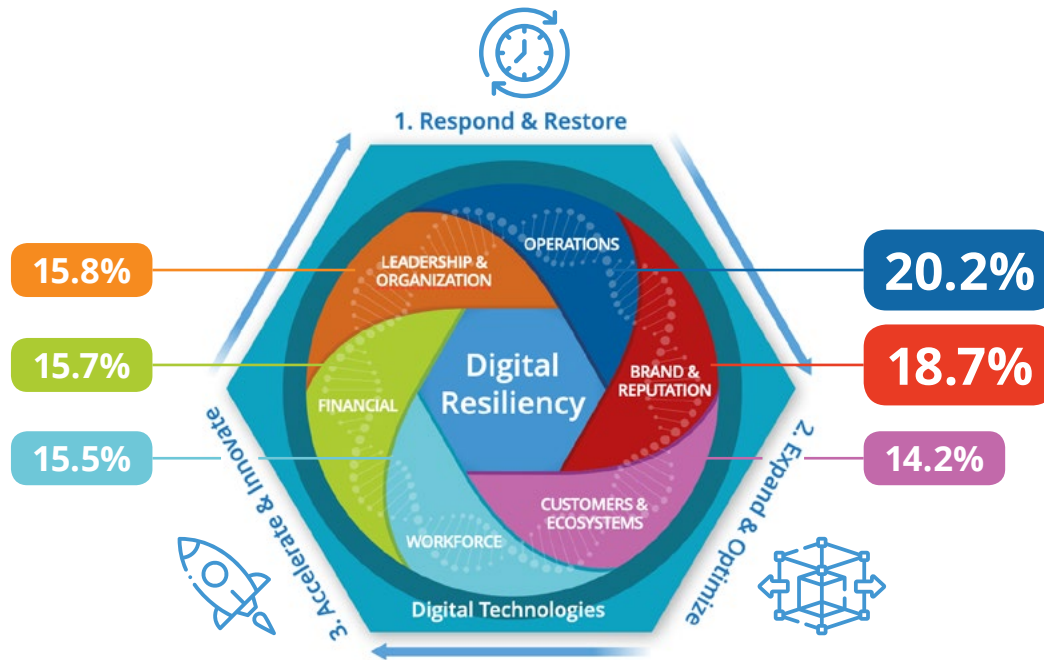 1. Respond & Restore
OPERATIONS
LEADERSHIP &
ORGANIZATION
15.8%
20.2%
15.7%
18.7%
Digital
Resiliency
BRAND &
REPUTATION
FINANCIAL
15.5%
14.2%
3. Accelerate & Innovate
2. Expand & Optimize
CUSTOMERS &
ECOSYSTEMS
WORKFORCE
Digital Technologies